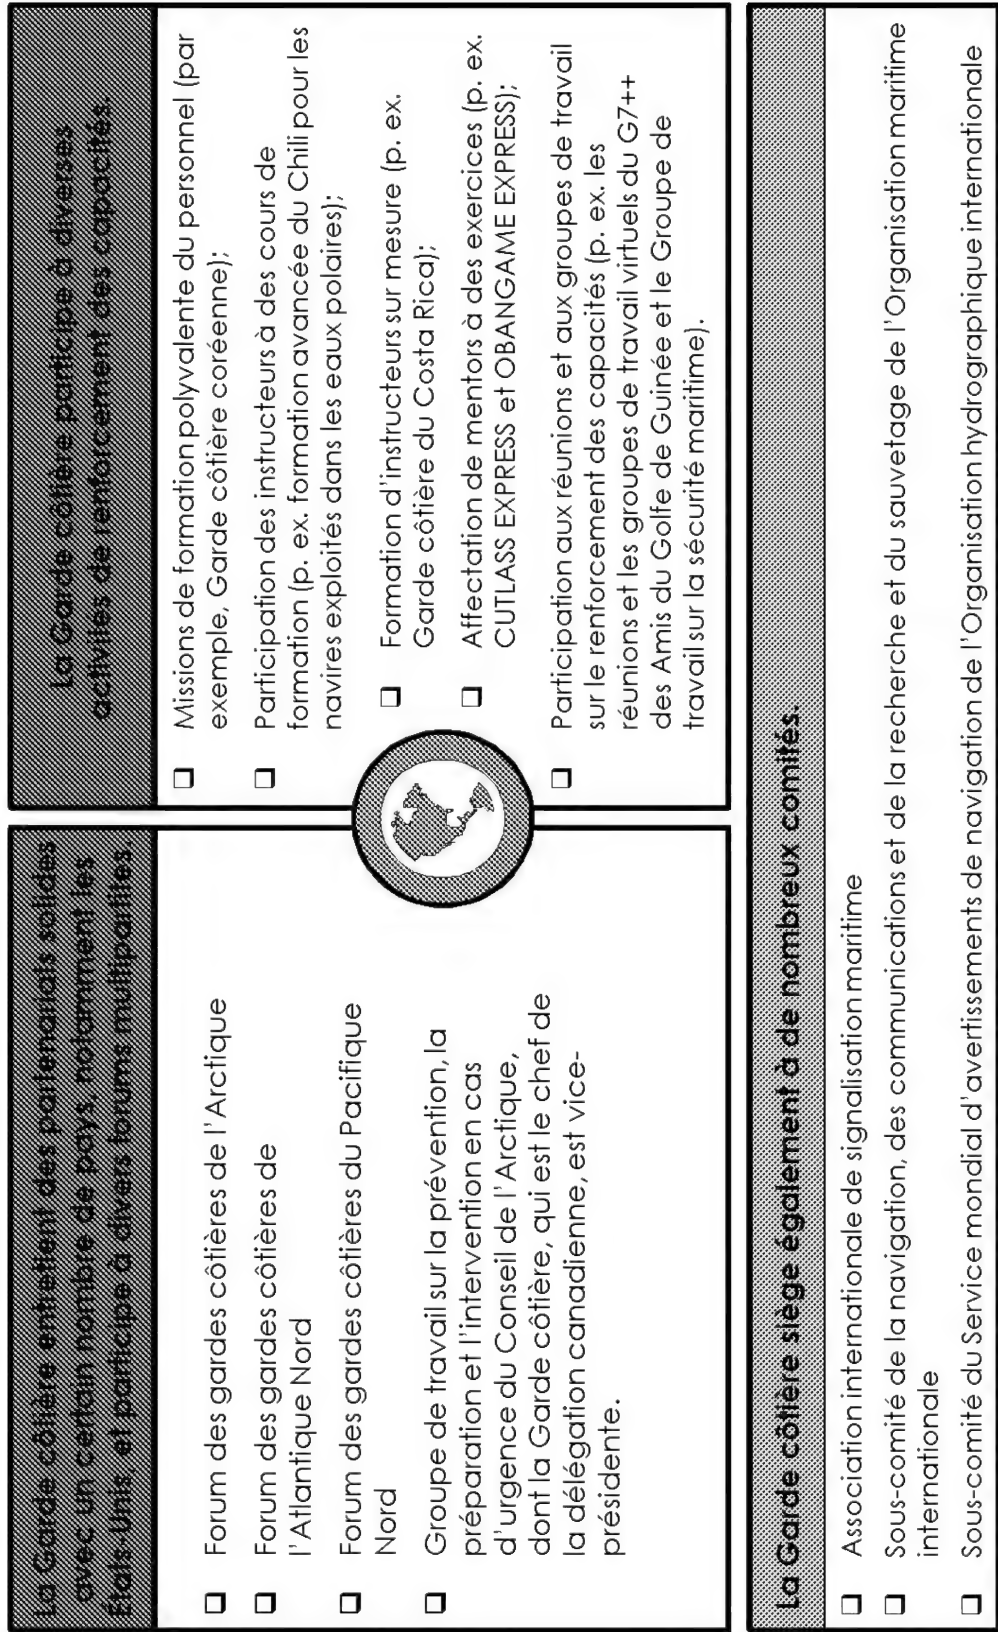 La Garde côtière entretient des partenariats solides
avec un certain nombre de pays, notamment les
États-Unis, et participe à divers forums multipartites.
❑ Forum des gardes côtières de l'Arctique
❑ Forum des gardes côtières de
l'Atlantique Nord
❑ Forum des gardes côtières du Pacifique
Nord
❑ Groupe de travail sur la prévention, la
préparation et l'intervention en cas
d'urgence du Conseil de l'Arctique,
dont la Garde côtière, qui est le chef de
la délégation canadienne, est vice-
présidente.
La Garde côtière participe à diverses
activités de renforcement des capacités.
❑ Missions de formation polyvalente du personnel (par
exemple, Garde côtière coréenne);
❑ Participation des instructeurs à des cours de
formation (p. ex. formation avancée du Chili pour les
navires exploités dans les eaux polaires);
❑ Formation d'instructeurs sur mesure (p. ex.
Garde côtière du Costa Rica);
❑ Affectation de mentors à des exercices (p. ex.
CUTLASS EXPRESS et OBANGAME EXPRESS);
❑ Participation aux réunions et aux groupes de travail
sur le renforcement des capacités (p. ex. les
réunions et les groupes de travail virtuels du G7++
des Amis du Golfe de Guinée et le Groupe de
travail sur la sécurité maritime).
La Garde côtière siège également à de nombreux comités.
❑ Association internationale de signalisation maritime
❑ Sous-comité de la navigation, des communications et de la recherche et du sauvetage de l'Organisation maritime
internationale
❑ Sous-comité du Service mondial d'avertissements de navigation de l'Organisation hydrographique internationale